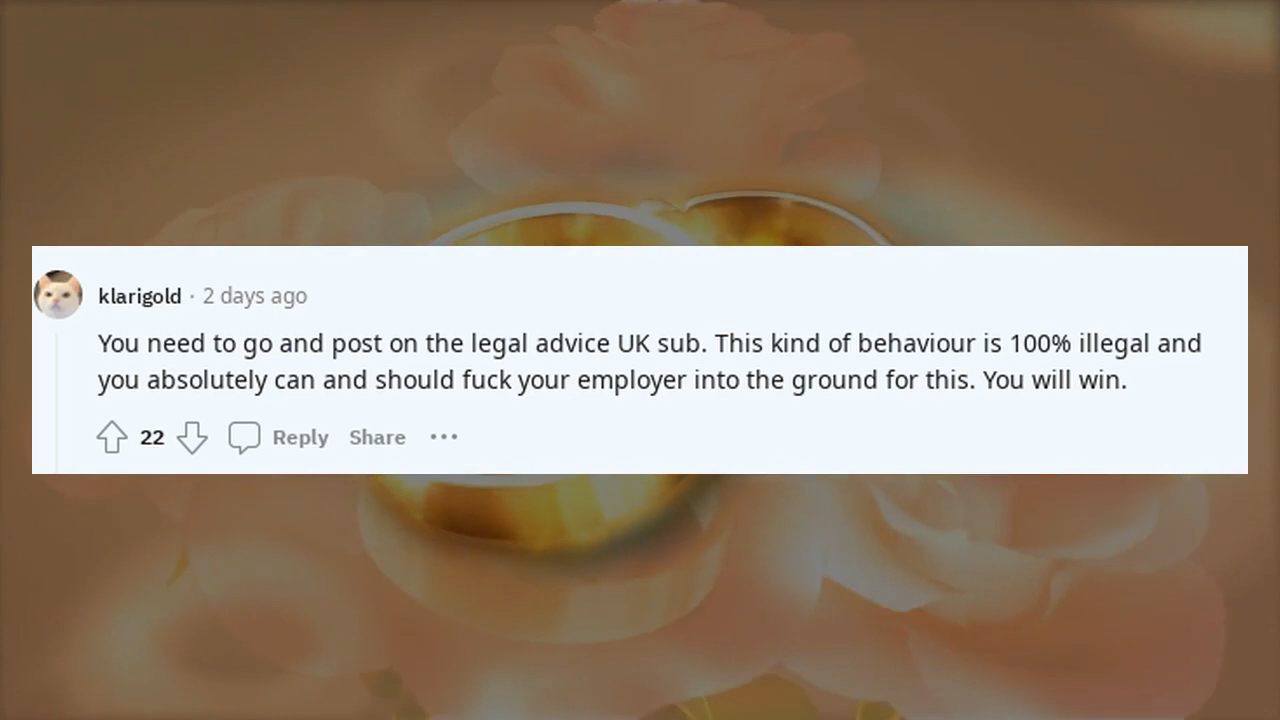 klarigold · 2 days ago
You need to go and post on the legal advice UK sub. This kind of behaviour is 100% illegal and
you absolutely can and should fuck your employer into the ground for this. You will win.
22 Reply Share •••